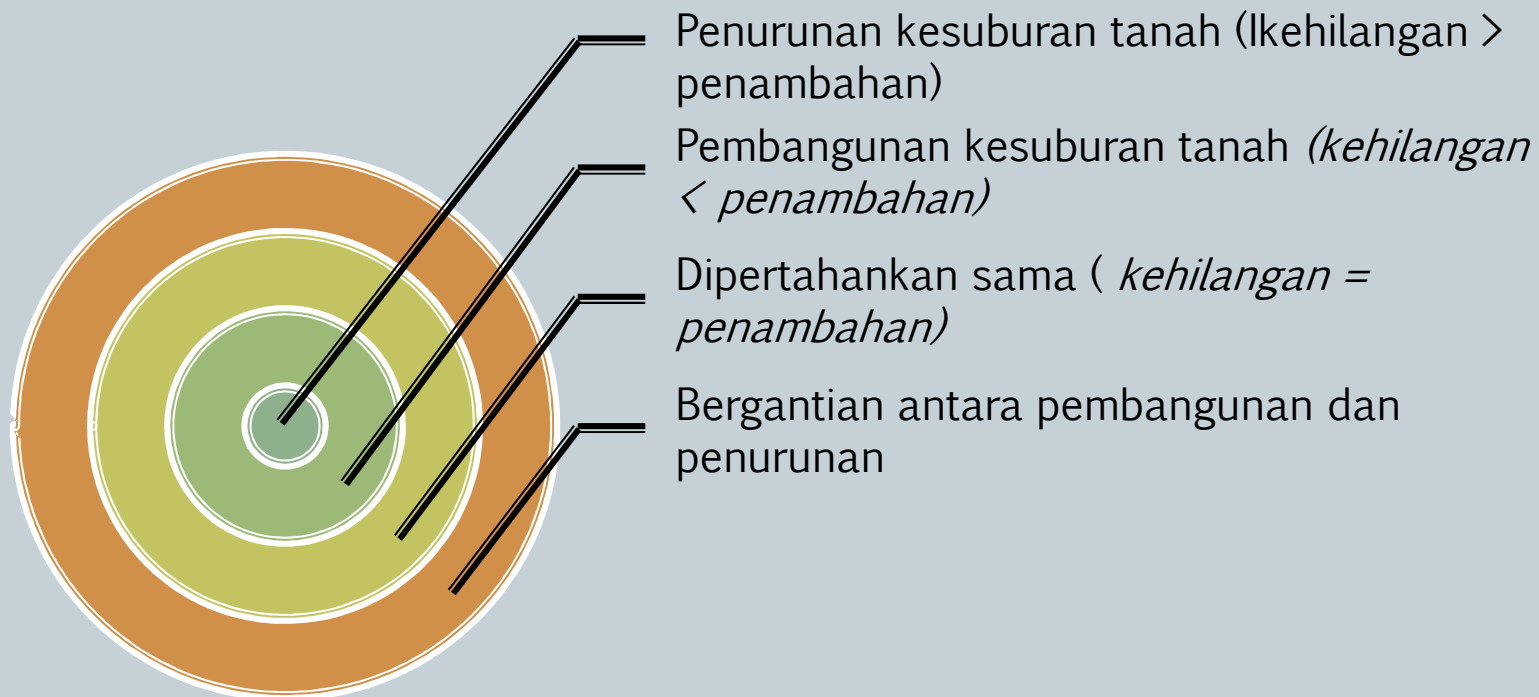 Penurunan kesuburan tanah (Ikehilangan >
penambahan)
Pembangunan kesuburan tanah (kehilangan
< penambahan)
Dipertahankan sama ( kehilangan =
penambahan)
Bergantian antara pembangunan dan
penurunan